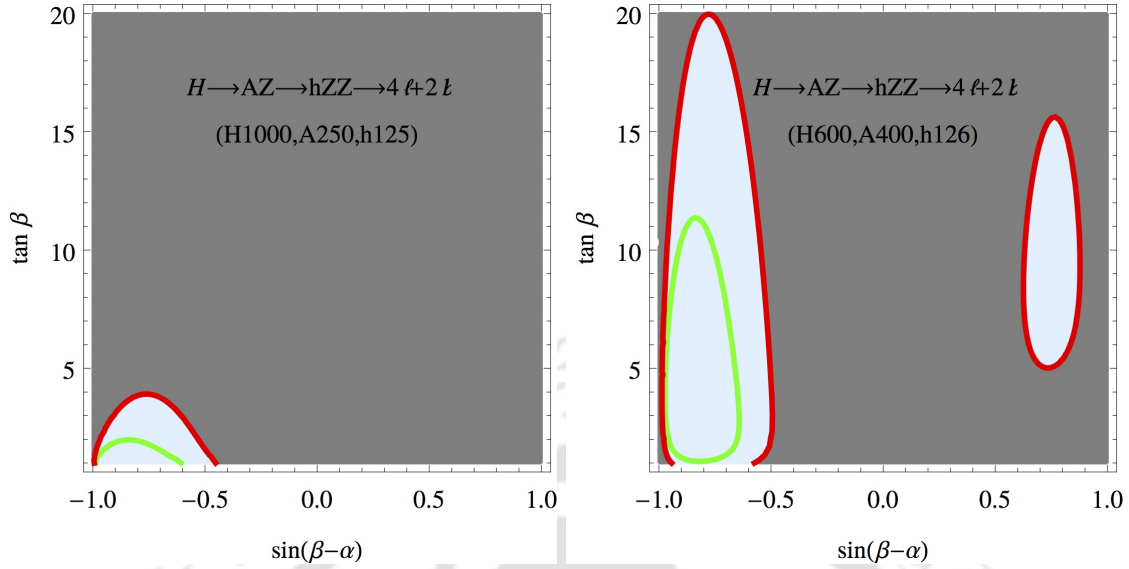 20
15
10
5
tan β
H→AZ→hZZ→4 ℓ+2 ł
(H1000,A250,h125)
−1.0 −0.5 0.0 0.5 1.0
sin(β−α)
20
15
10
5
tan β
H→AZ→hZZ→4 ℓ+2 ł
(H600,A400,h126)
−1.0 −0.5 0.0 0.5 1.0
sin(β−α)